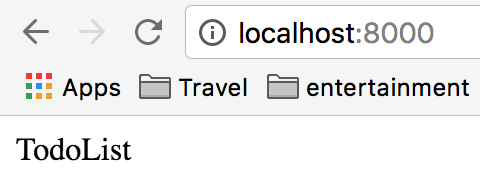 localhost:8000
Apps Travel entertainment
TodoList